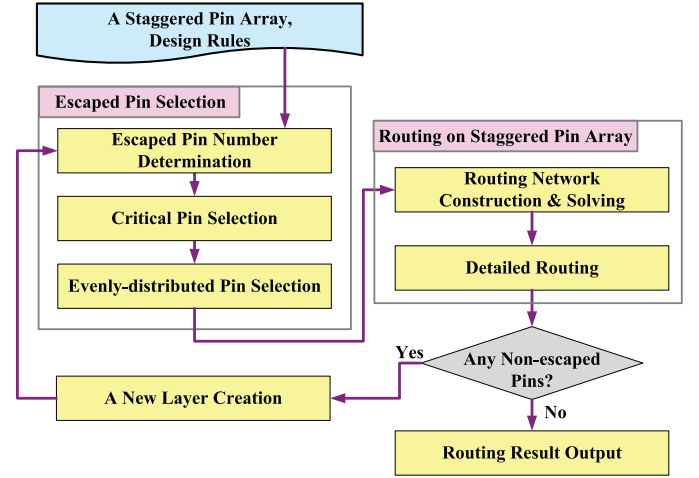 A Staggered Pin Array,
Design Rules
Escaped Pin Selection
Escaped Pin Number
Determination
Critical Pin Selection
Evenly-distributed Pin Selection
Routing on Staggered Pin Array
Routing Network
Construction & Solving
Detailed Routing
Any Non-escaped
Pins?
Yes
A New Layer Creation
No
Routing Result Output